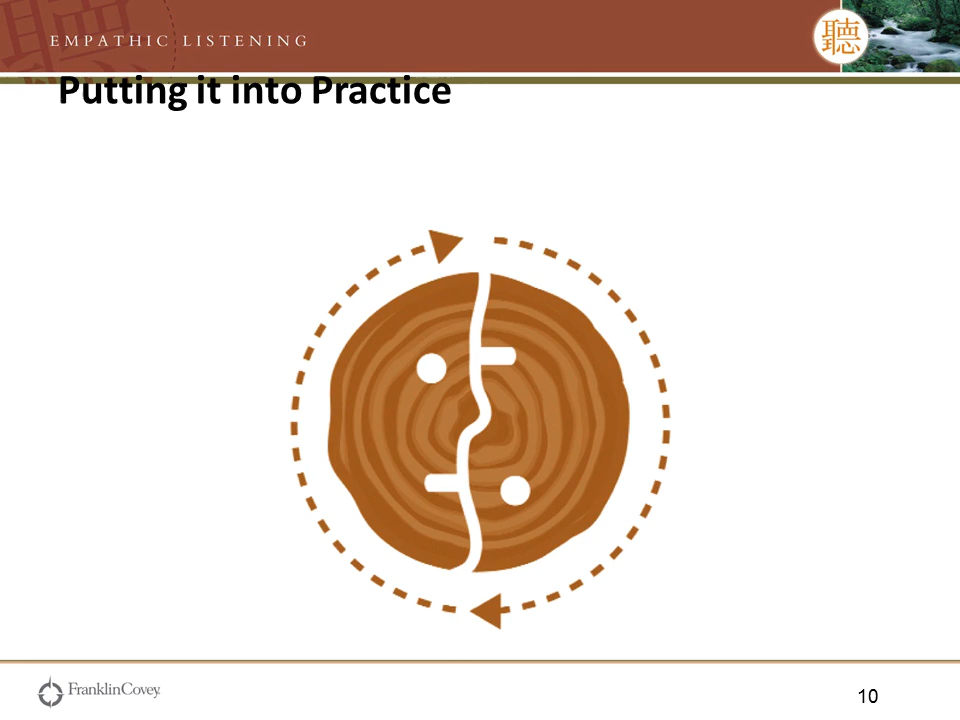 EMPATHIC LISTENING
聽
Putting it into Practice
FranklinCovey
10